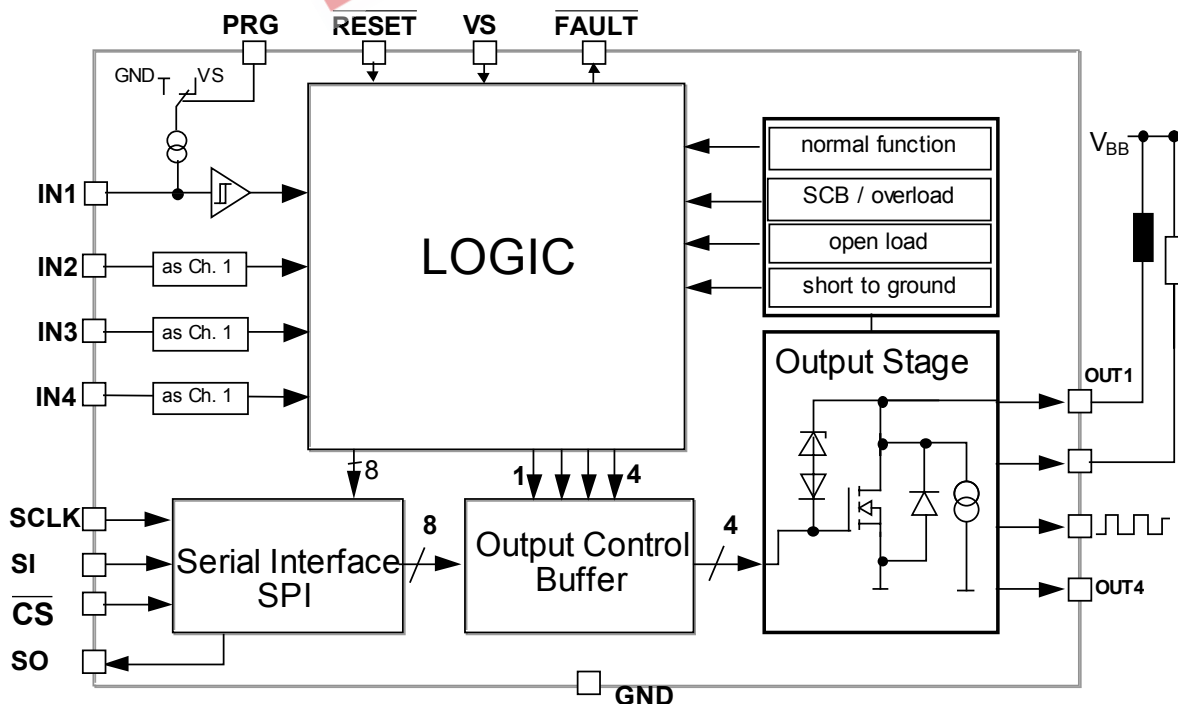 PRG
RESET
VS
FAULT
GND
VS
IN1
IN2
as Ch. 1
IN3
as Ch. 1
IN4
as Ch. 1
LOGIC
normal function
SCB / overload
open load
short to ground
VBB
Output Stage
OUT1
OUT4
8
1
4
SCLK
SI
CS
SO
Serial Interface
SPI
8
Output Control
Buffer
4
GND